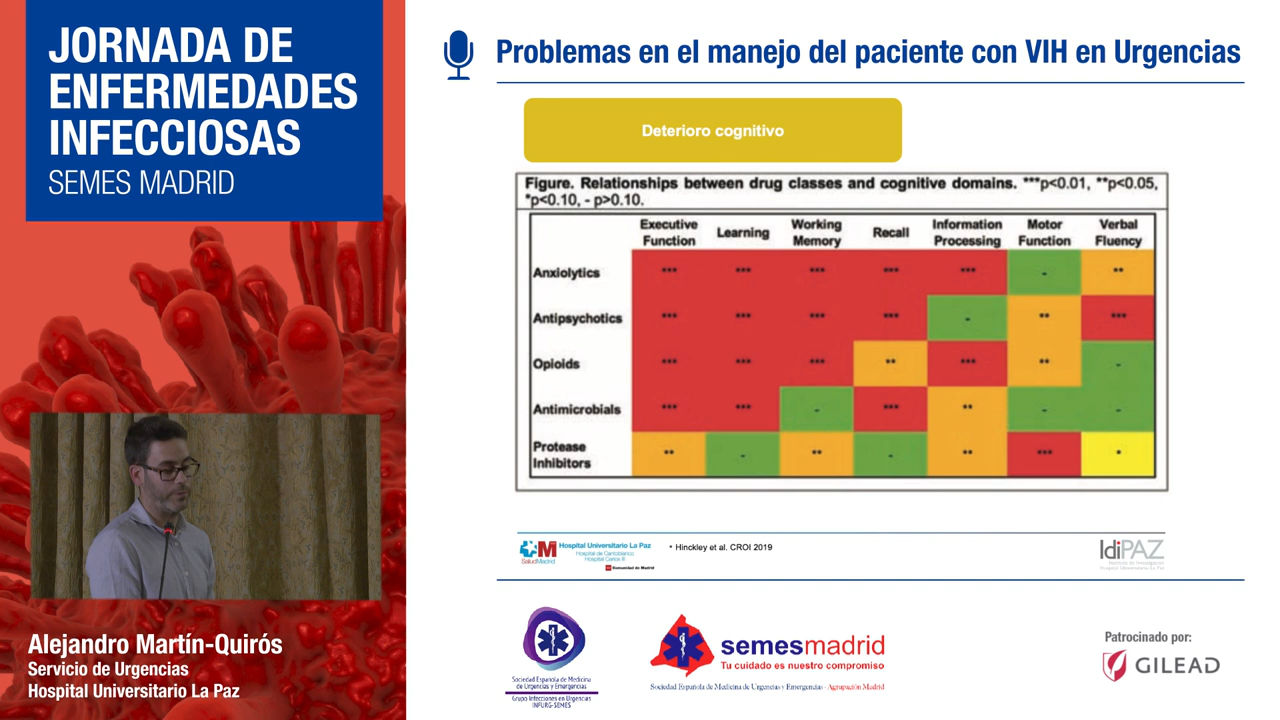 JORNADA DE
ENFERMEDADES
INFECCIOSAS
SEMES MADRID
Alejandro Martín-Quirós
Servicio de Urgencias
Hospital Universitario La Paz
Problemas en el manejo del paciente con VIH en Urgencias
Deterioro cognitivo
Figure. Relationships between drug classes and cognitive domains. ***p<0.01, **p<0.05,
*p<0.10, - p>0.10.
Executive Function Learning Working Memory Recall Information Processing Motor Function Verbal Fluency
Anxiolytics *** *** *** *** *** - **
Antipsychotics *** *** *** *** - ** ***
Opioids *** *** *** ** *** ** -
Antimicrobials *** *** - *** ** - -
Protease Inhibitors ** - ** - ** *** *
SaludMadrid
Hospital Universitario La Paz
Hospital de Cantoblanco
Hospital Carlos III
Comunidad de Madrid
• Hinckley et al. CROI 2019
IdiPAZ
Instituto de Investigación
Hospital Universitario La Paz
Sociedad Española de Medicina
de Urgencias y Emergencias
Grupo Infecciones en Urgencias
INFURG-SEMES
semesmadrid
Tu cuidado es nuestro compromiso
Sociedad Española de Medicina de Urgencias y Emergencias · Agrupación Madrid
Patrocinado por:
GILEAD